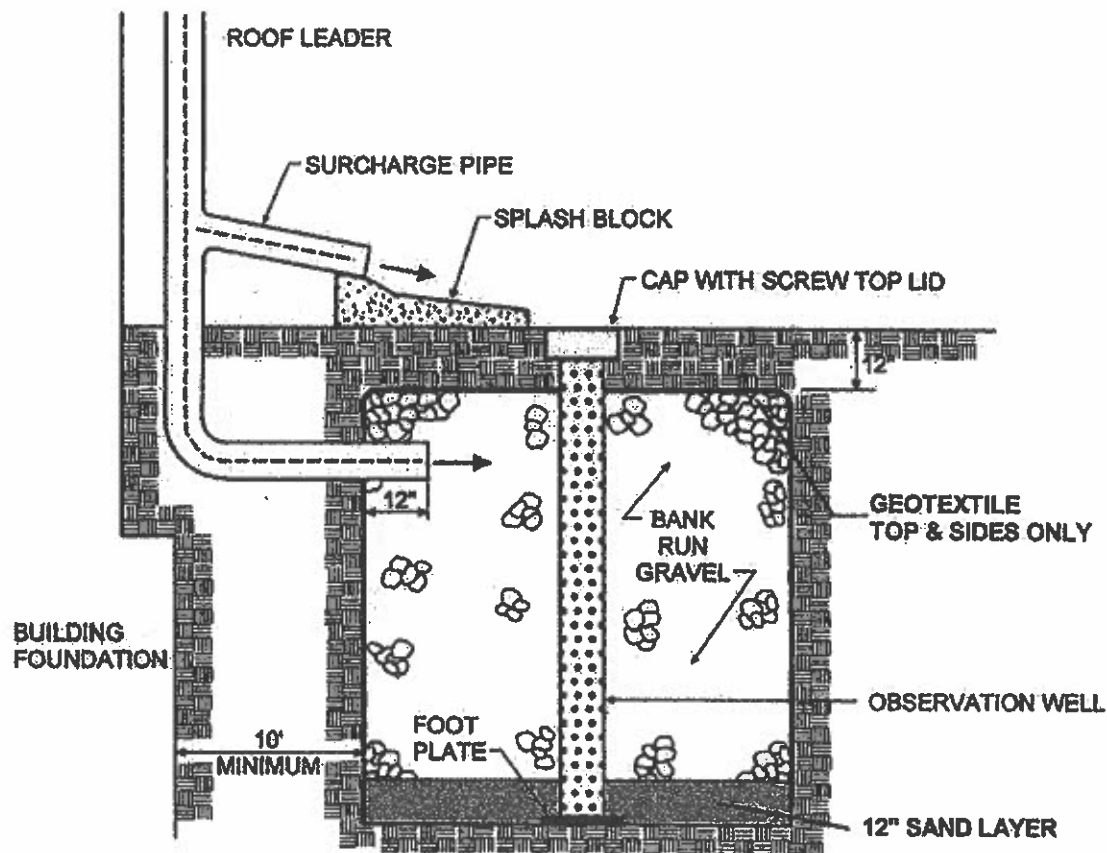 ROOF LEADER
SURCHARGE PIPE
SPLASH BLOCK
CAP WITH SCREW TOP LID
12"
12"
GEOTEXTILE
TOP & SIDES ONLY
BANK
RUN
GRAVEL
BUILDING
FOUNDATION
OBSERVATION WELL
FOOT
PLATE
10'
MINIMUM
12" SAND LAYER